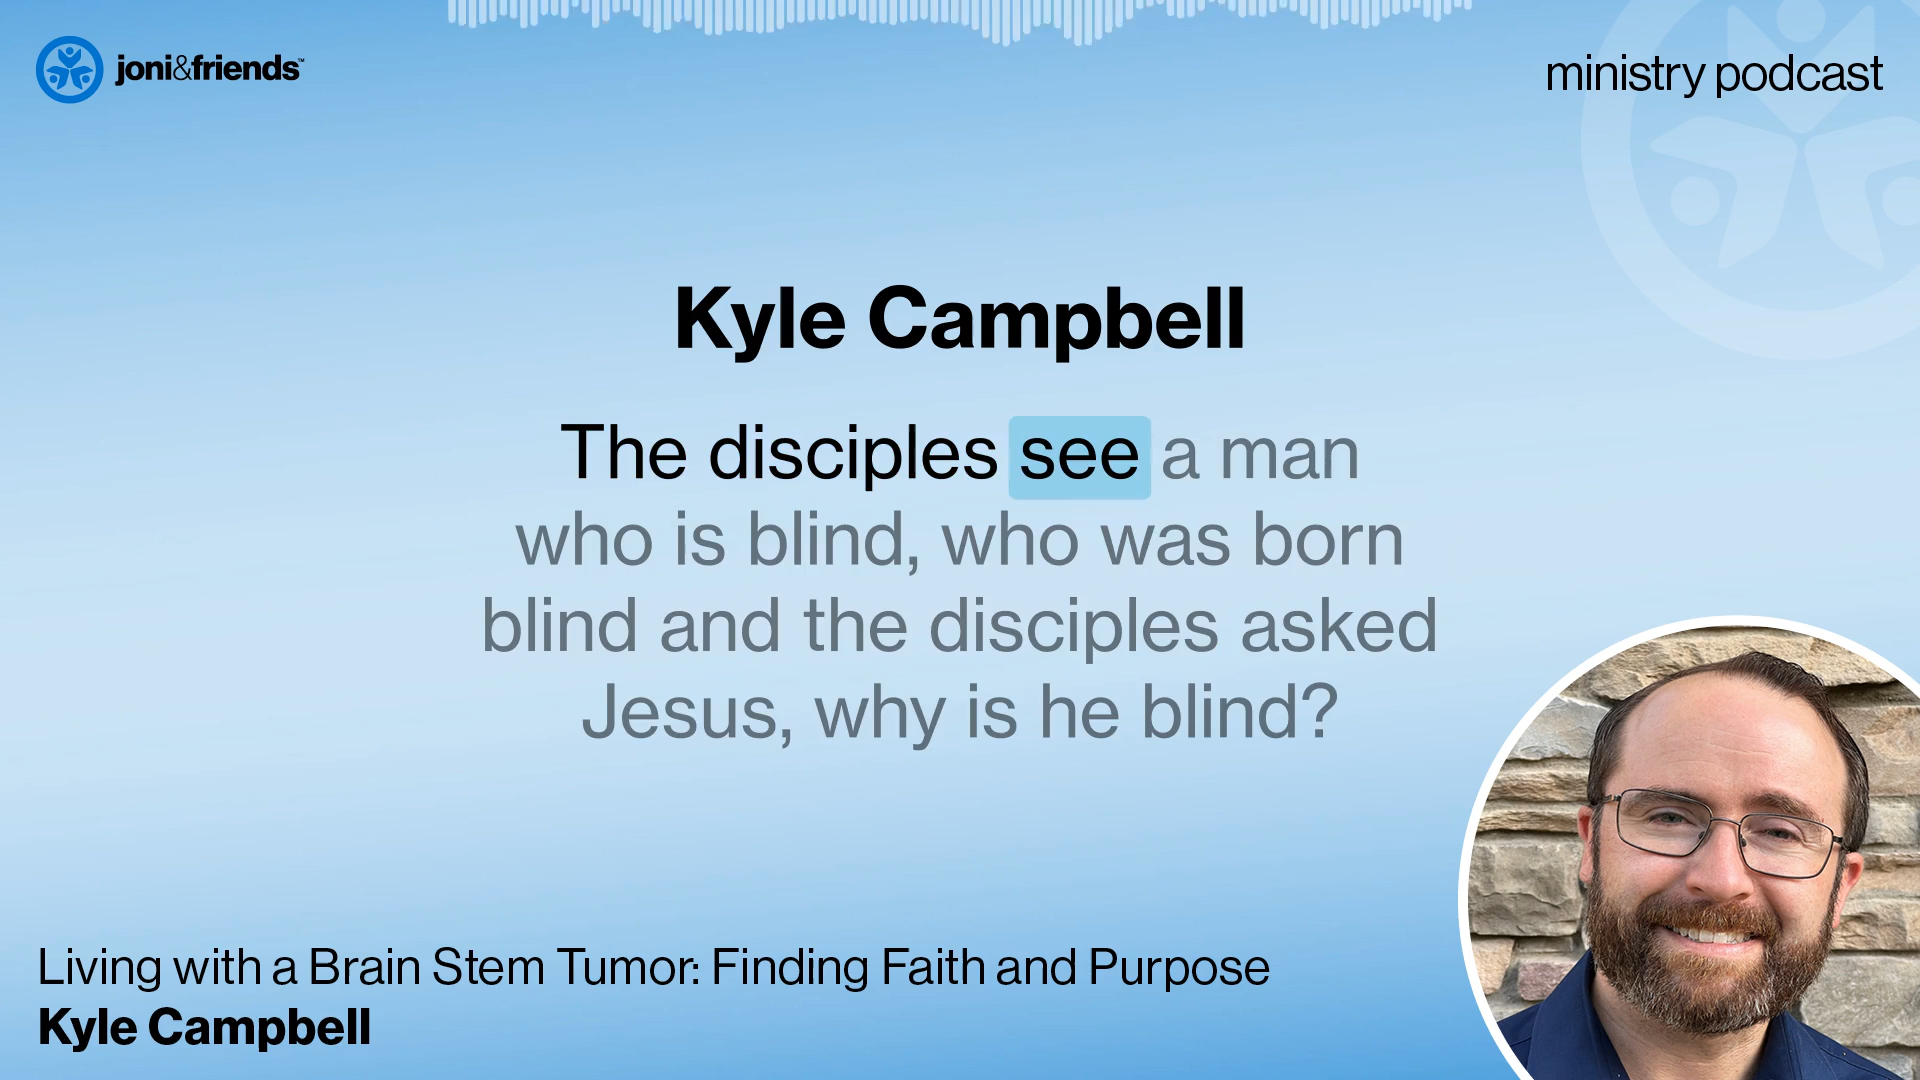 joni&friends™
ministry podcast
Kyle Campbell
The disciples see a man
who is blind, who was born
blind and the disciples asked
Jesus, why is he blind?
Living with a Brain Stem Tumor: Finding Faith and Purpose
Kyle Campbell